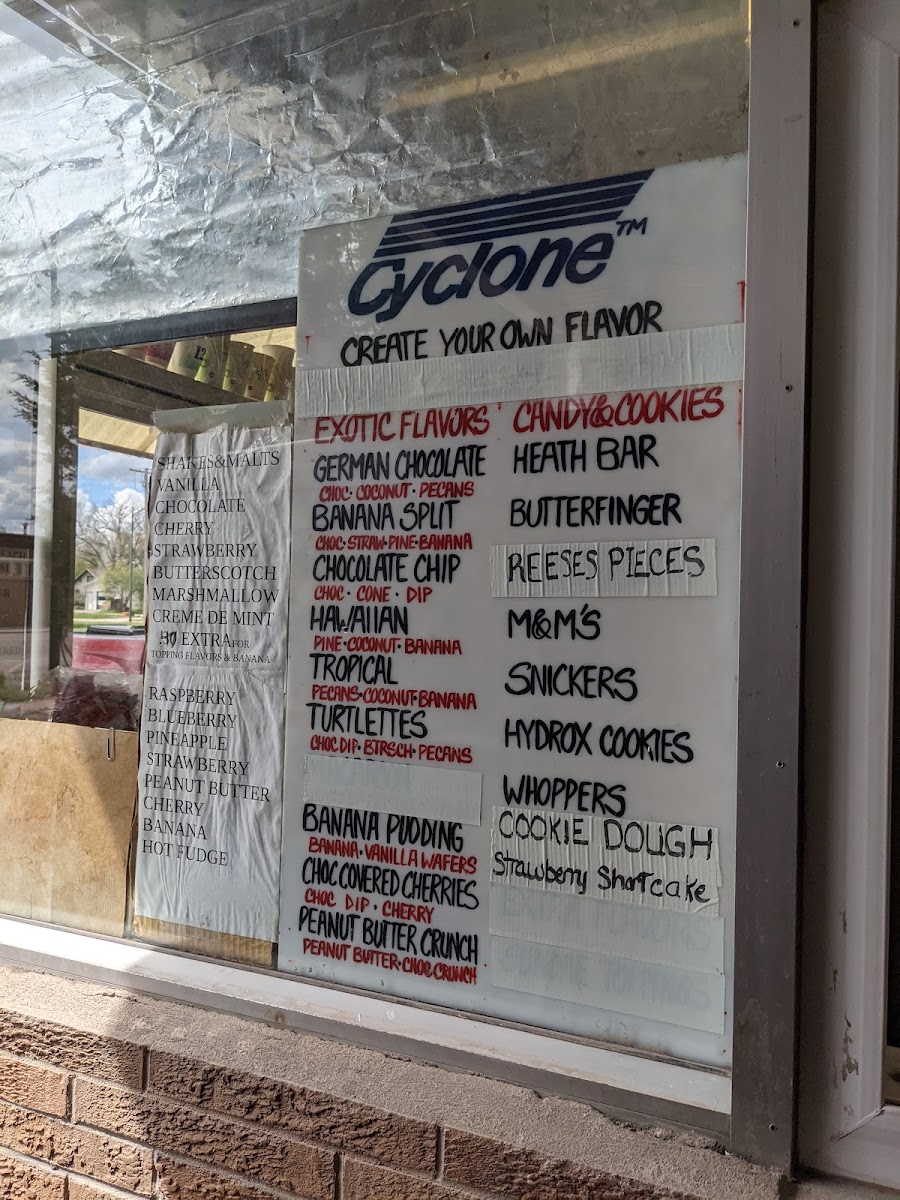 Cyclone™
CREATE YOUR OWN FLAVOR
SHAKES&MALTS
VANILLA
CHOCOLATE
CHERRY
STRAWBERRY
BUTTERSCOTCH
MARSHMALLOW
CREME DE MINT
EXTRA FOR
TOPPING FLAVORS & BANANA
RASPBERRY
BLUEBERRY
PINEAPPLE
STRAWBERRY
PEANUT BUTTER
CHERRY
BANANA
HOT FUDGE
EXOTIC FLAVORS
GERMAN CHOCOLATE
CHOC · COCONUT · PECANS
BANANA SPLIT
CHOC · STRAW · PINE · BANANA
CHOCOLATE CHIP
CHOC · CONE · DIP
HAWAIIAN
PINE · COCONUT · BANANA
TROPICAL
PECANS · COCONUT · BANANA
TURTLETTES
CHOC DIP · BTRSCH · PECANS
BANANA PUDDING
BANANA · VANILLA WAFERS
CHOC COVERED CHERRIES
CHOC DIP · CHERRY
PEANUT BUTTER CRUNCH
PEANUT BUTTER · CHOC CRUNCH
CANDY&COOKIES
HEATH BAR
BUTTERFINGER
REESES PIECES
M&M'S
SNICKERS
HYDROX COOKIES
WHOPPERS
COOKIE DOUGH
Strawberry Shortcake